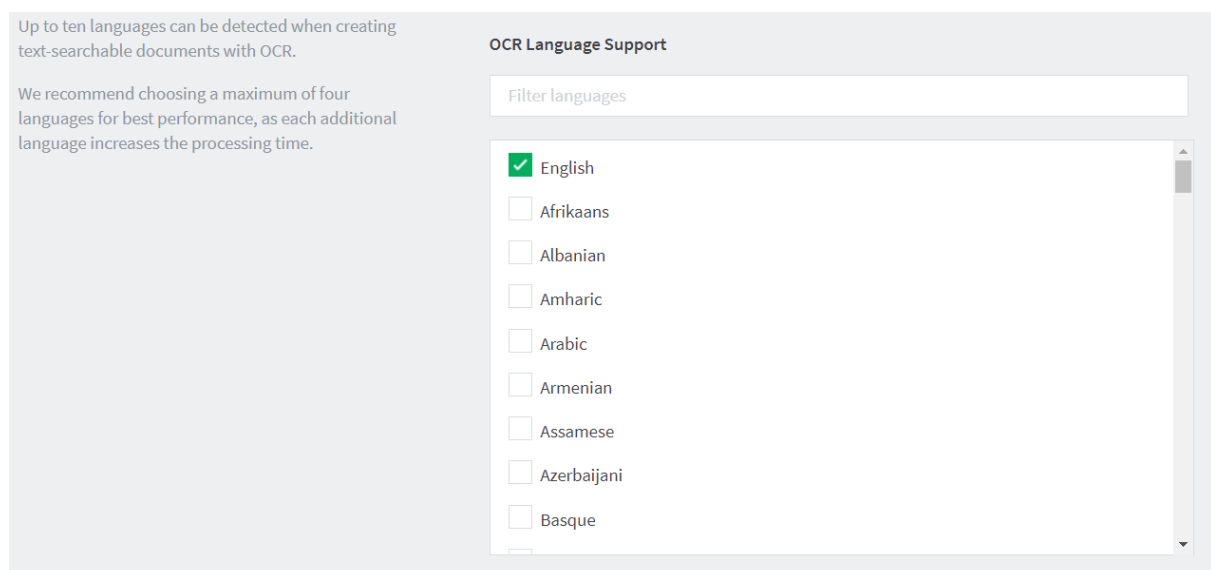 Up to ten languages can be detected when creating
text-searchable documents with OCR.
We recommend choosing a maximum of four
languages for best performance, as each additional
language increases the processing time.
OCR Language Support
Filter languages
English
Afrikaans
Albanian
Amharic
Arabic
Armenian
Assamese
Azerbaijani
Basque